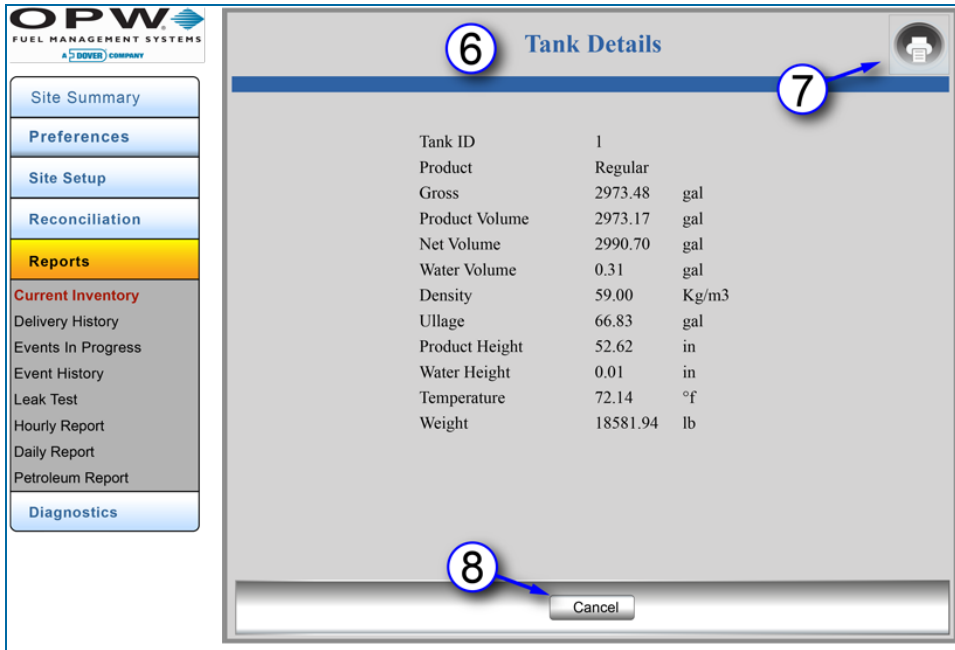 OPW
FUEL MANAGEMENT SYSTEMS
A DOVER COMPANY
Site Summary
Preferences
Site Setup
Reconciliation
Reports
Current Inventory
Delivery History
Events In Progress
Event History
Leak Test
Hourly Report
Daily Report
Petroleum Report
Diagnostics
6 Tank Details
7
Tank ID 1
Product Regular
Gross 2973.48 gal
Product Volume 2973.17 gal
Net Volume 2990.70 gal
Water Volume 0.31 gal
Density 59.00 Kg/m3
Ullage 66.83 gal
Product Height 52.62 in
Water Height 0.01 in
Temperature 72.14 °f
Weight 18581.94 lb
8
Cancel